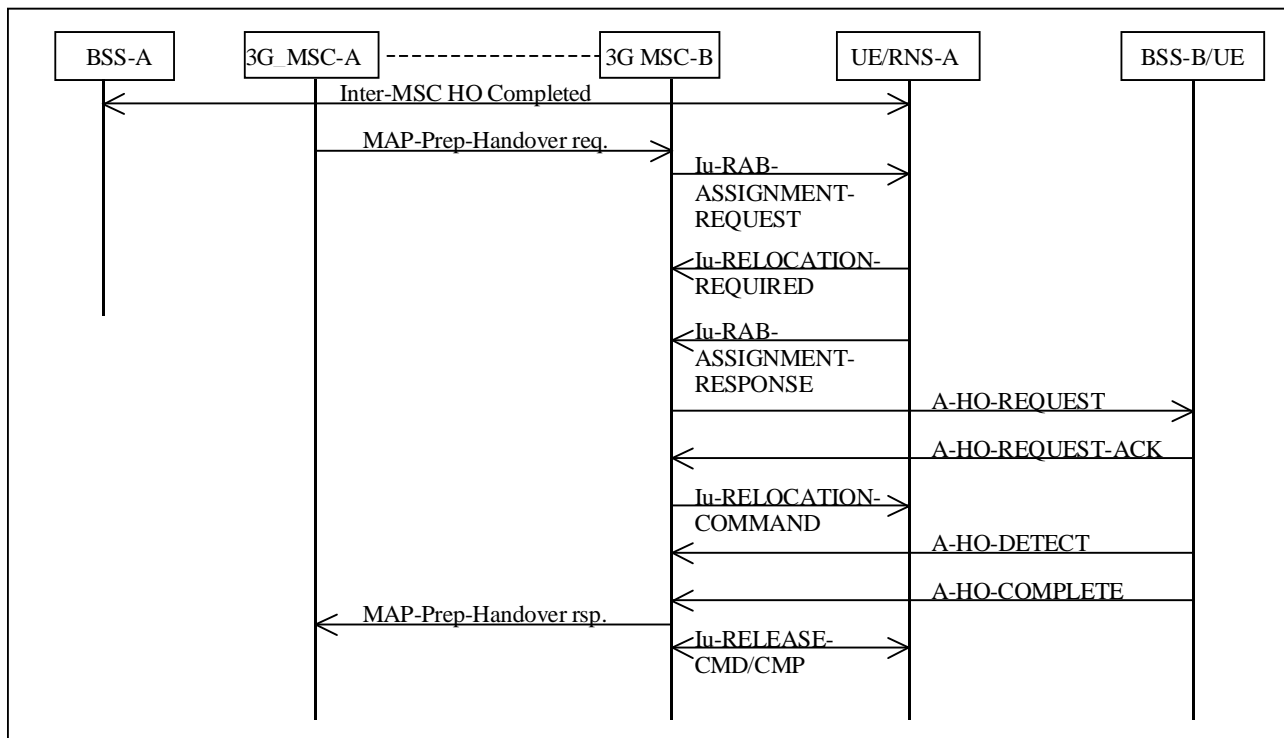 BSS-A
3G_MSC-A
3G MSC-B
UE/RNS-A
BSS-B/UE
Inter-MSC HO Completed
MAP-Prep-Handover req.
Iu-RAB-
ASSIGNMENT-
REQUEST
Iu-RELOCATION-
REQUIRED
Iu-RAB-
ASSIGNMENT-
RESPONSE
A-HO-REQUEST
A-HO-REQUEST-ACK
Iu-RELOCATION-
COMMAND
A-HO-DETECT
A-HO-COMPLETE
MAP-Prep-Handover rsp.
Iu-RELEASE-
CMD/CMP